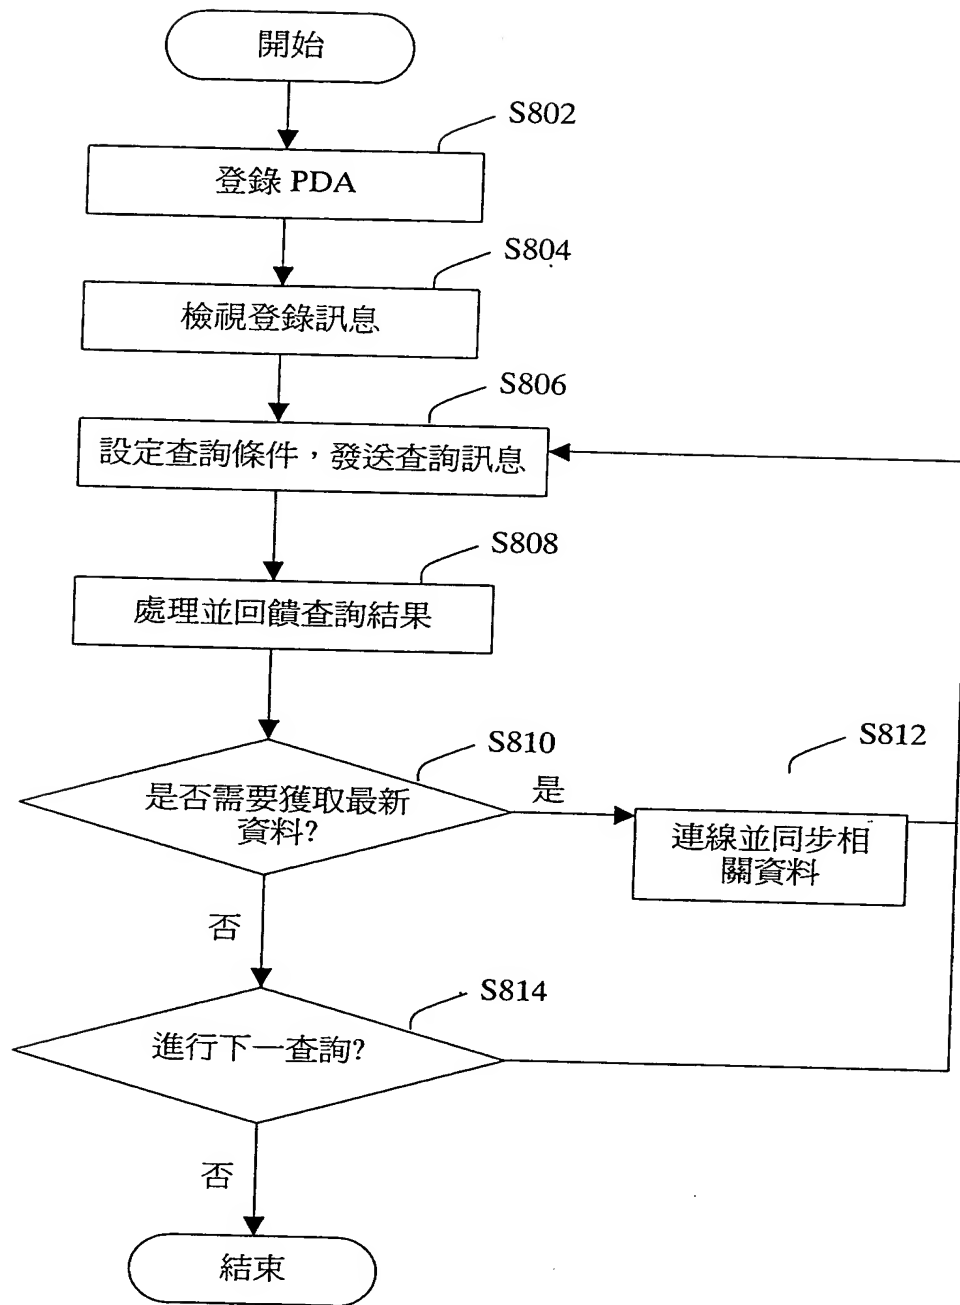 開始
S802
登錄 PDA
S804
檢視登錄訊息
S806
設定查詢條件，發送查詢訊息
S808
處理並回饋查詢結果
S810
是否需要獲取最新
資料?
是
S812
連線並同步相
關資料
否
S814
進行下一查詢?
否
結束